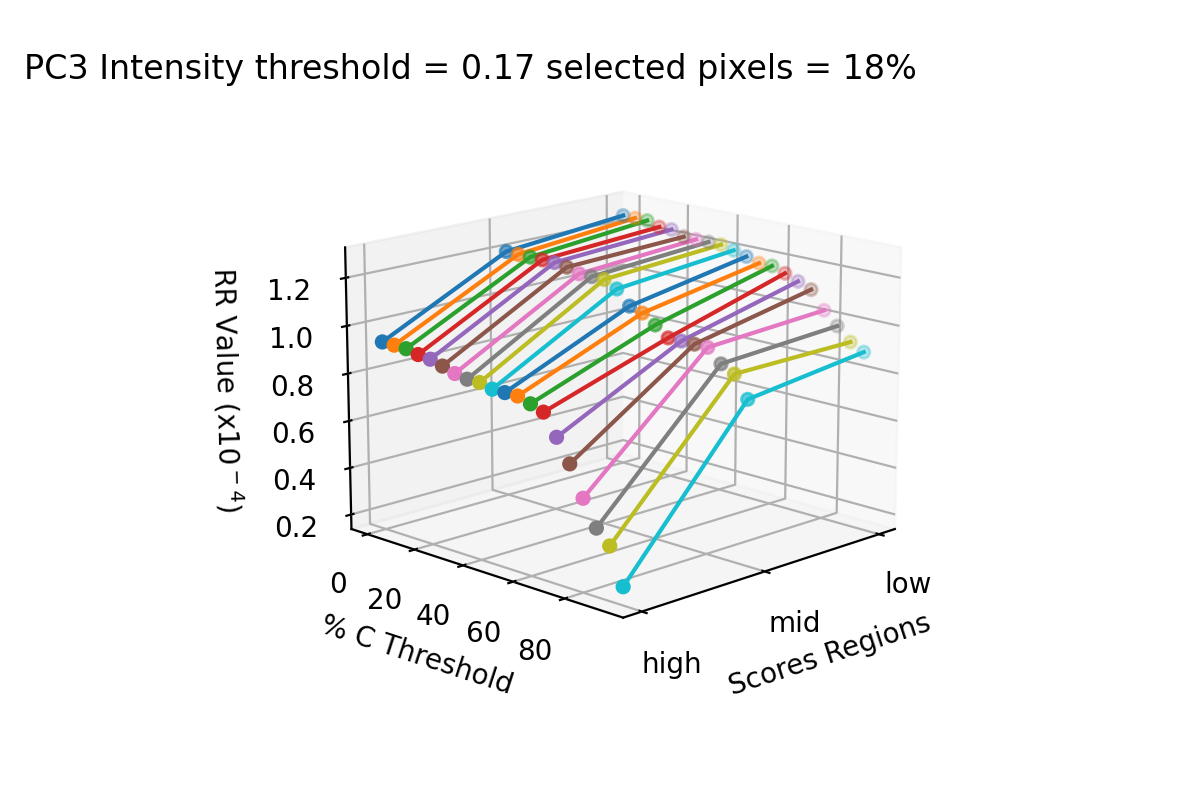 PC3 Intensity threshold = 0.17 selected pixels = 18%
RR Value (x10⁻⁴)
1.2
1.0
0.8
0.6
0.4
0.2
0
20
40
60
80
% C Threshold
high
mid
low
Scores Regions